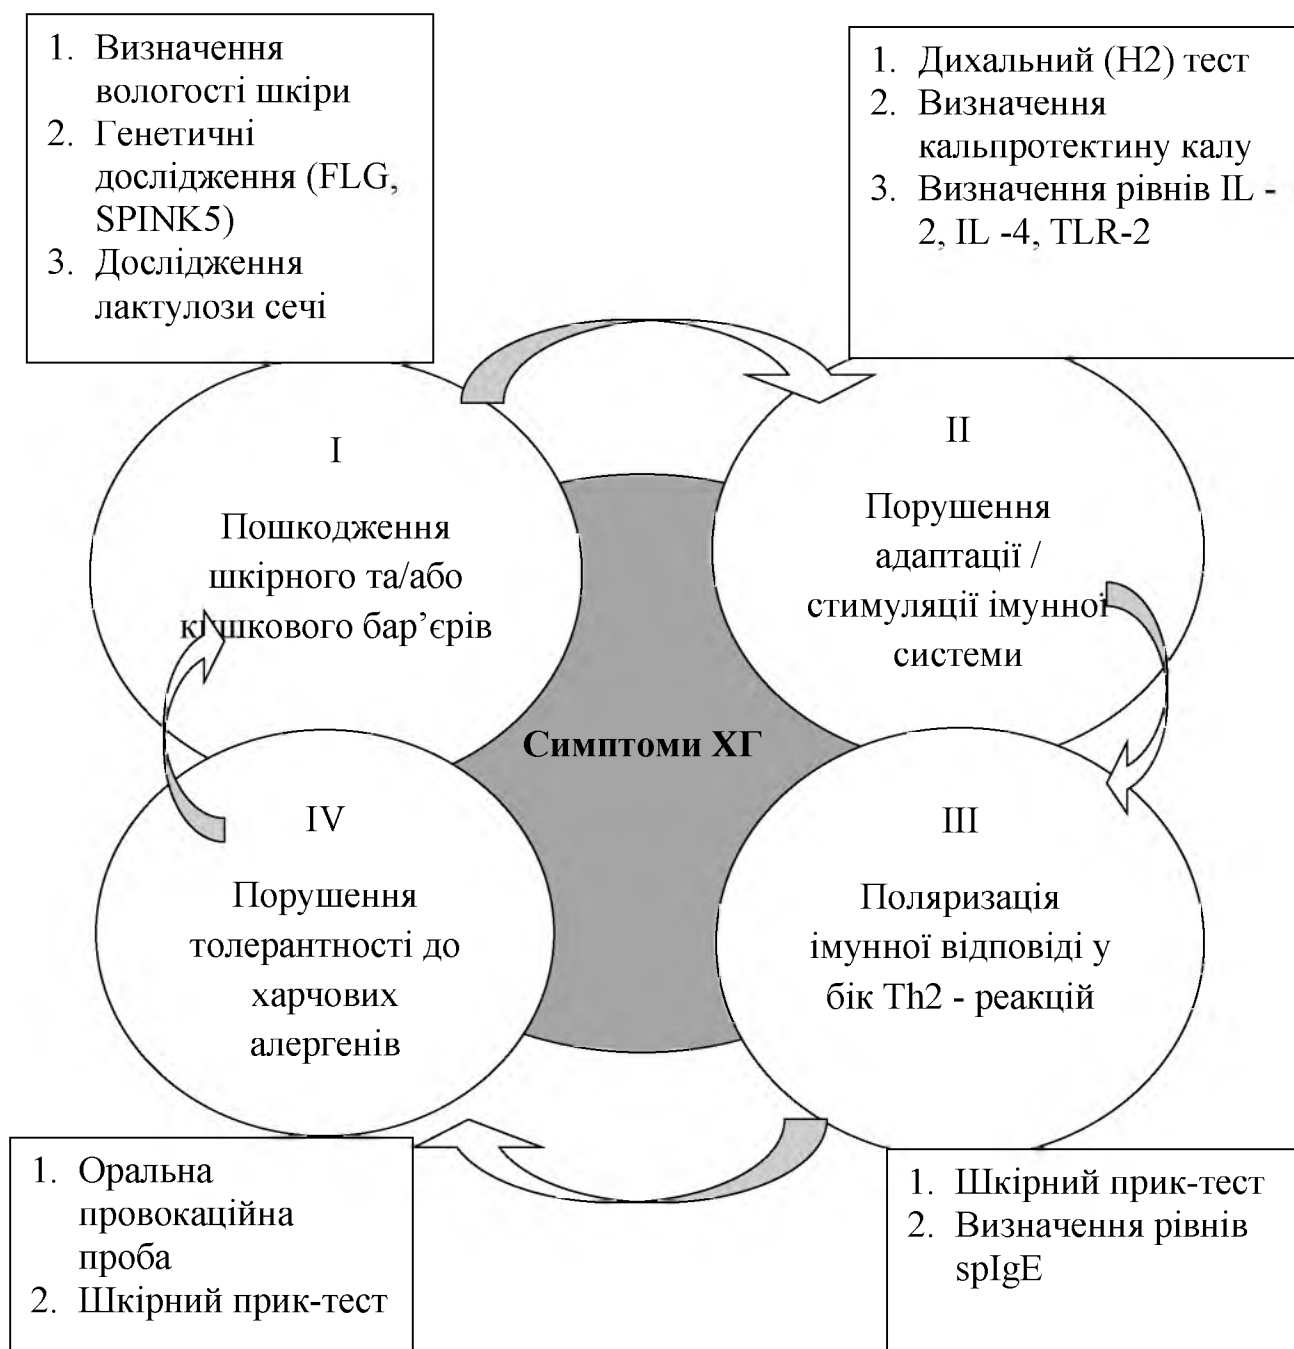 1. Визначення
вологості шкіри
2. Генетичні
дослідження (FLG,
SPINK5)
3. Дослідження
лактулози сечі
1. Дихальний (H2) тест
2. Визначення
кальпротектину калу
3. Визначення рівнів IL -
2, IL -4, TLR-2
I
Пошкодження
шкірного та/або
кишкового бар’єрів
II
Порушення
адаптації /
стимуляції імунної
системи
Симптоми ХГ
IV
Порушення
толерантності до
харчових
алергенів
III
Поляризація
імунної відповіді у
бік Th2 - реакцій
1. Оральна
провокаційна
проба
2. Шкірний прик-тест
1. Шкірний прик-тест
2. Визначення рівнів
spIgE